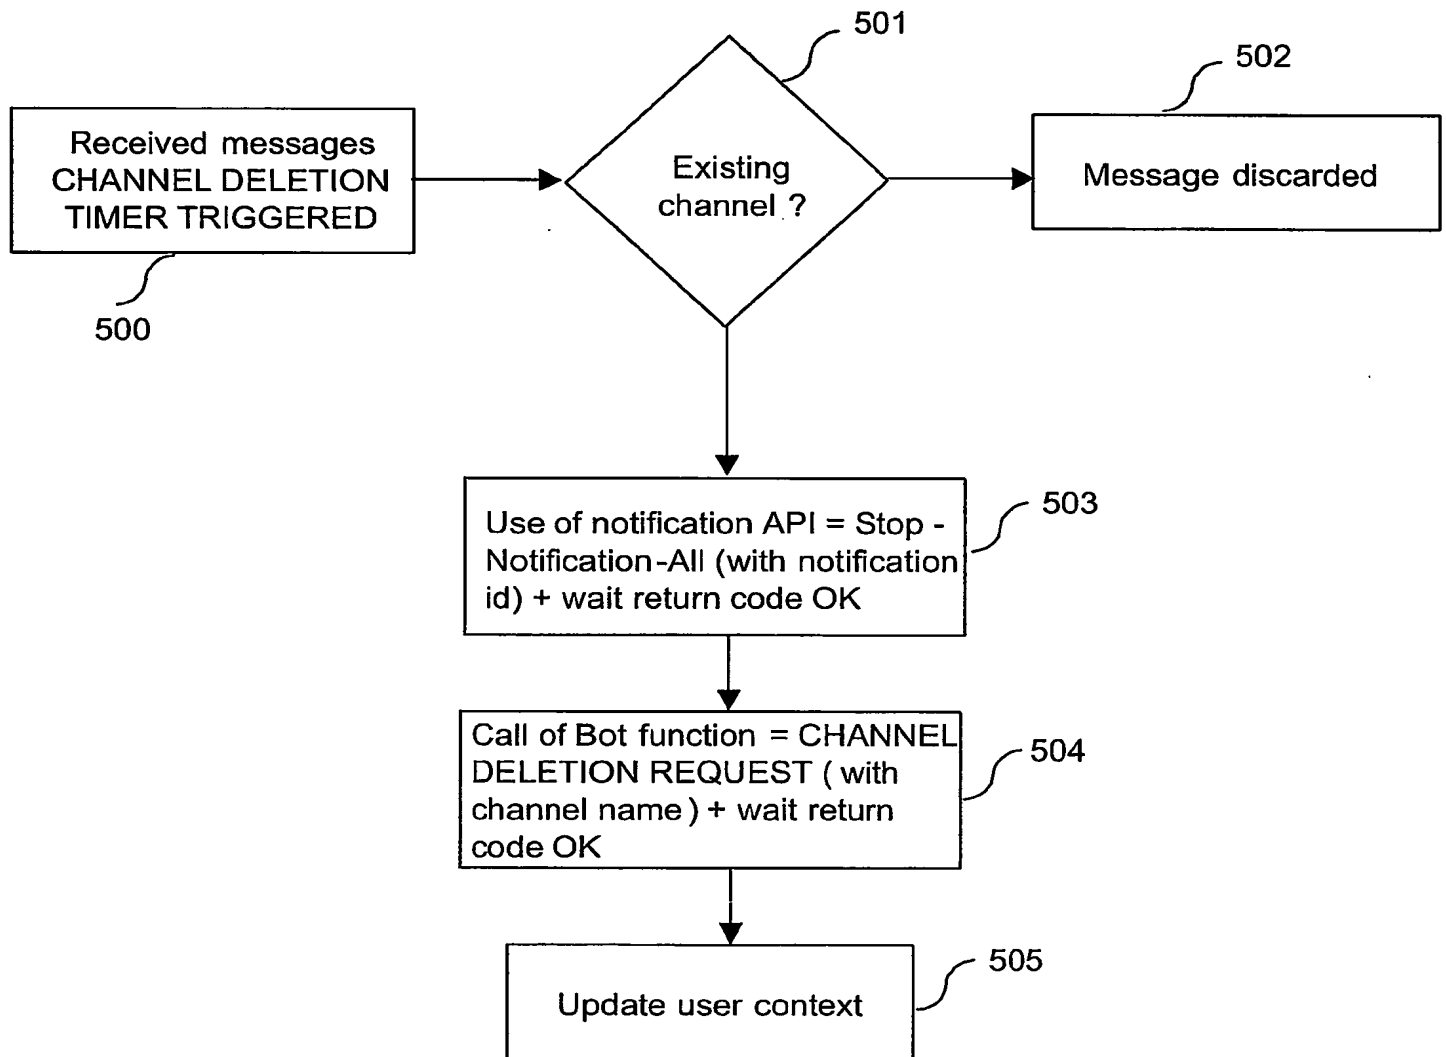 501
502
Received messages
CHANNEL DELETION
TIMER TRIGGERED
Existing
channel ?
Message discarded
500
503
Use of notification API = Stop -
Notification-All (with notification
id) + wait return code OK
504
Call of Bot function = CHANNEL
DELETION REQUEST ( with
channel name ) + wait return
code OK
505
Update user context